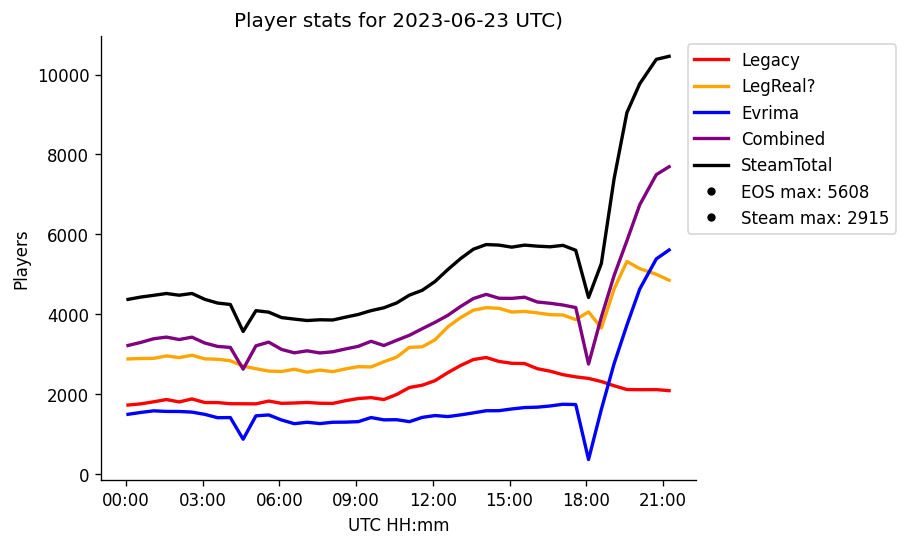 Player stats for 2023-06-23 UTC)
Legacy
LegReal?
Evrima
Combined
SteamTotal
EOS max: 5608
Steam max: 2915
Players
10000
8000
6000
4000
2000
0
00:00 03:00 06:00 09:00 12:00 15:00 18:00 21:00
UTC HH:mm